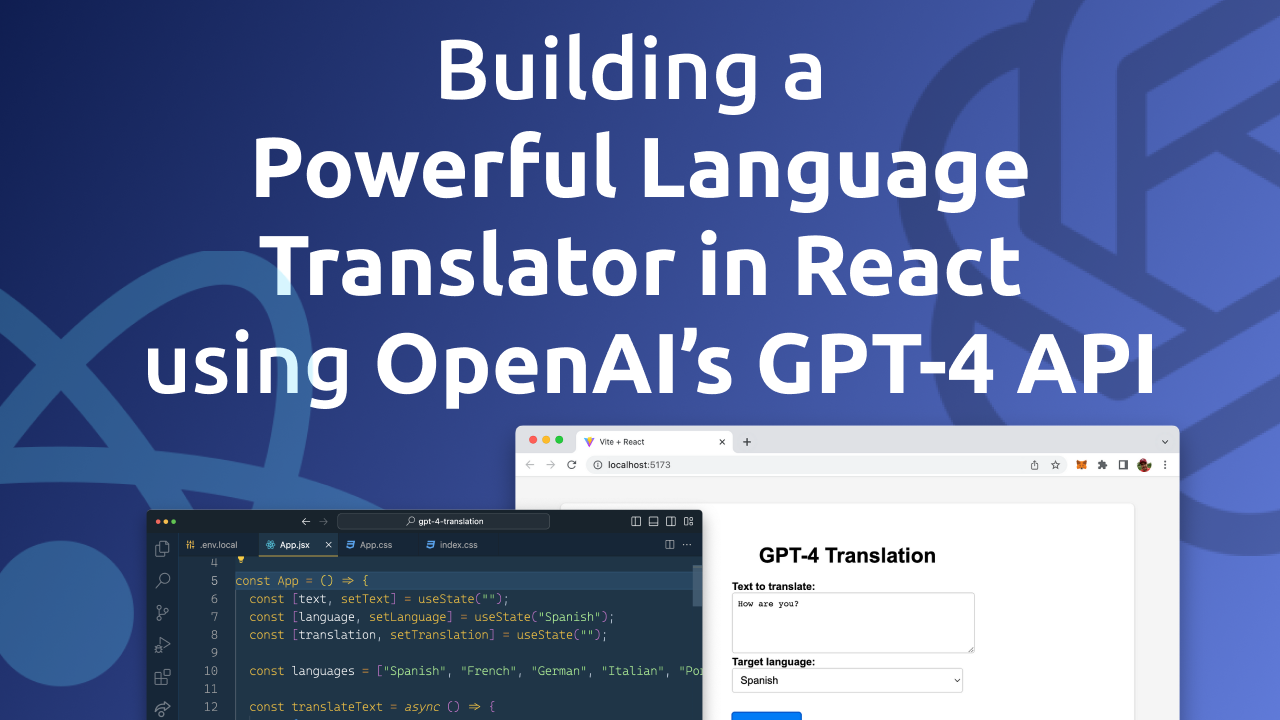 Building a
Powerful Language
Translator in React
using OpenAI’s GPT-4 API
Vite + React
localhost:5173
gpt-4-translation
.env.local
App.jsx
App.css
index.css
4
5 const App = () => {
6 const [text, setText] = useState("");
7 const [language, setLanguage] = useState("Spanish");
8 const [translation, setTranslation] = useState("");
9
10 const languages = ["Spanish", "French", "German", "Italian", "Po
11
12 const translateText = async () => {
GPT-4 Translation
Text to translate:
How are you?
Target language:
Spanish